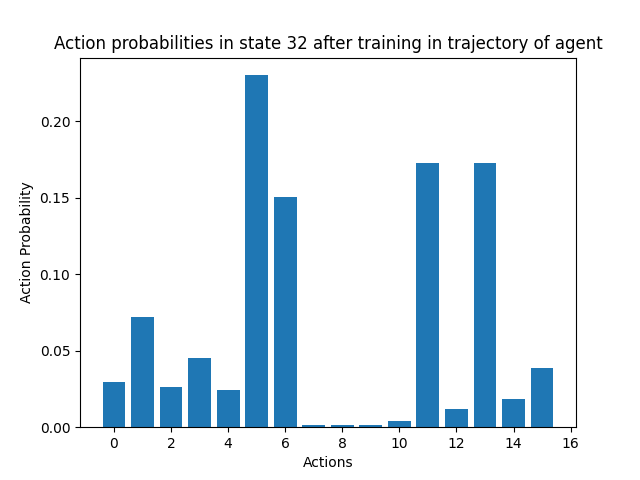 Action probabilities in state 32 after training in trajectory of agent
0.20
0.15
0.10
0.05
0.00
Action Probability
0 2 4 6 8 10 12 14 16
Actions